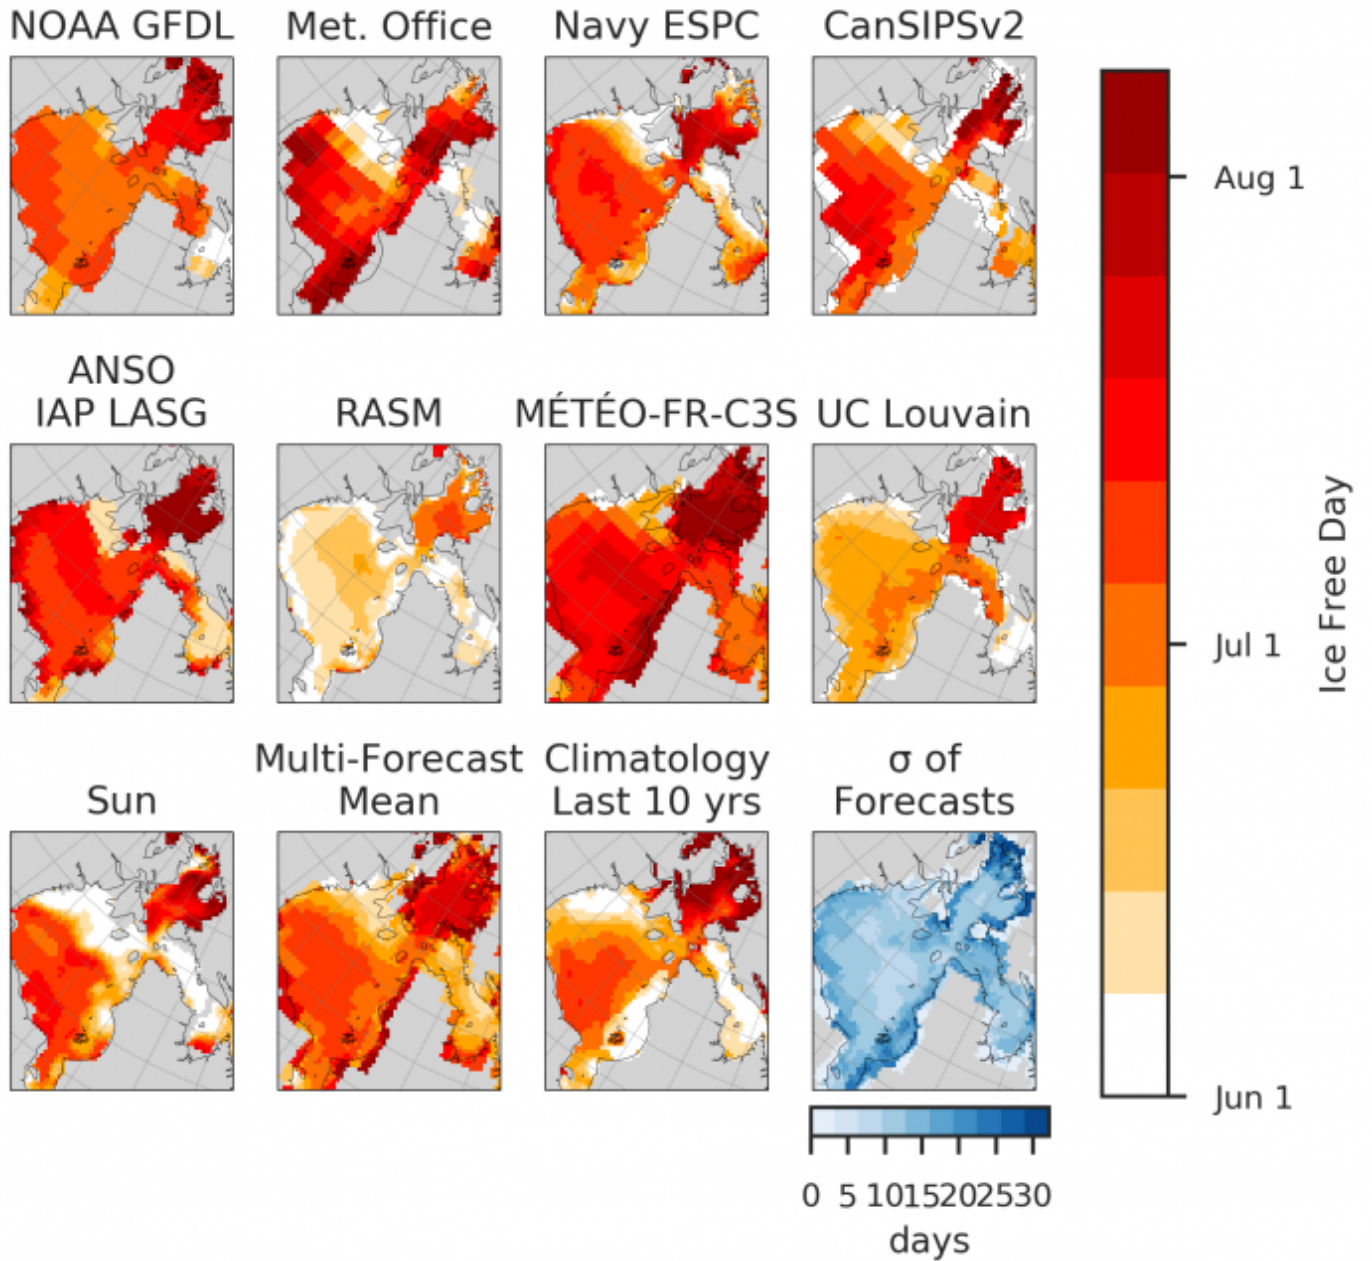 NOAA GFDL
Met. Office
Navy ESPC
CanSIPSv2
ANSO
IAP LASG
RASM
MÉTÉO-FR-C3S
UC Louvain
Sun
Multi-Forecast
Mean
Climatology
Last 10 yrs
σ of
Forecasts
0 5 10 15 20 25 30
days
Aug 1
Jul 1
Jun 1
Ice Free Day